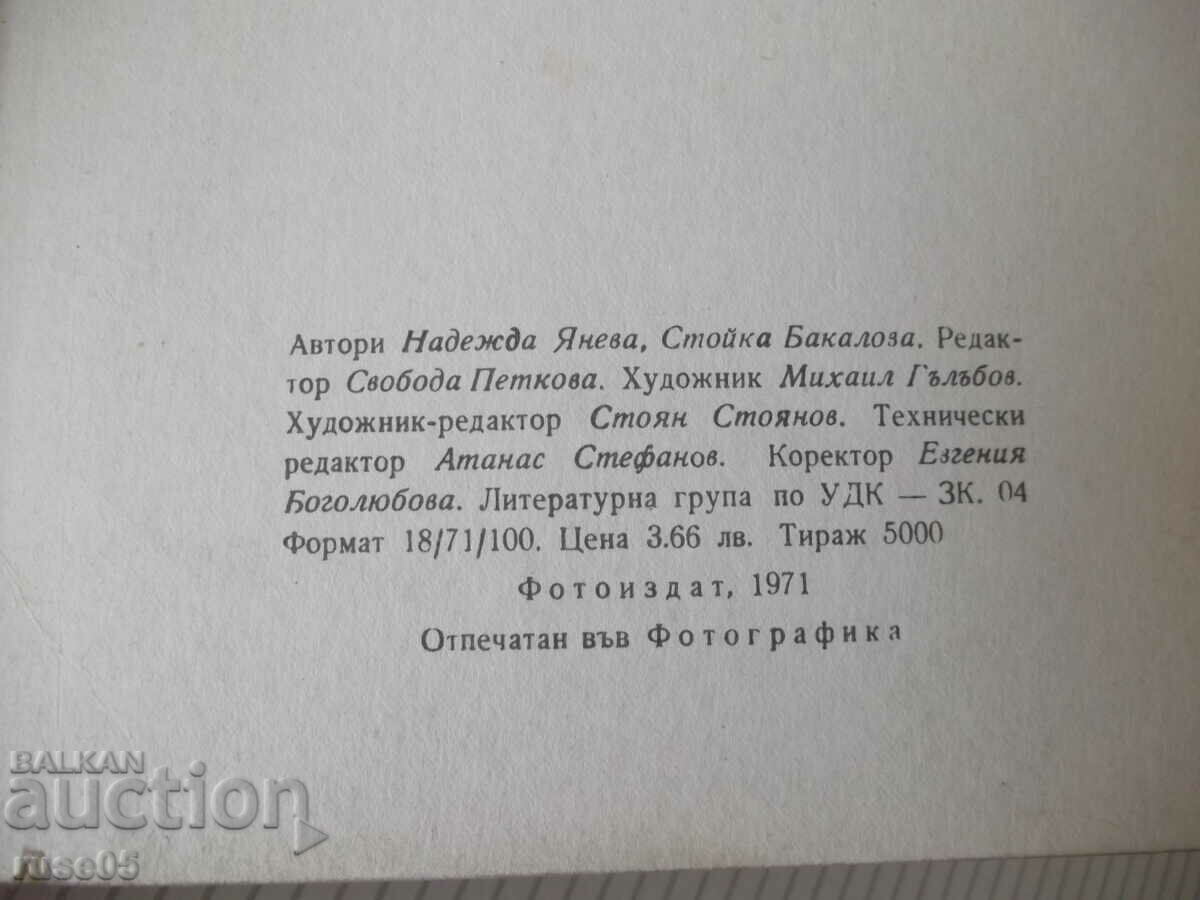 Автори Надежда Янева, Стойка Бакалова. Редак-
тор Свобода Петкова. Художник Михаил Гълъбов.
Художник-редактор Стоян Стоянов. Технически
редактор Атанас Стефанов. Коректор Евгения
Боголюбова. Литературна група по УДК — ЗК. 04
Формат 18/71/100. Цена 3.66 лв. Тираж 5000
Фотоиздат, 1971
Отпечатан във Фотографика
BALKAN
auction
ruse05